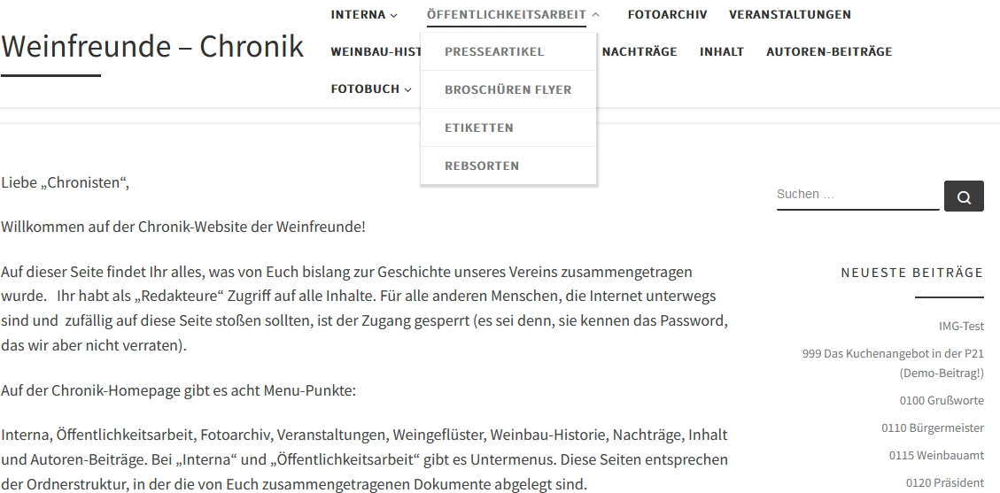 Weinfreunde – Chronik
INTERNA
ÖFFENTLICHKEITSARBEIT
FOTOARCHIV
VERANSTALTUNGEN
WEINBAU-HIST
NACHTRÄGE
INHALT
AUTOREN-BEITRÄGE
FOTOBUCH
PRESSEARTIKEL
BROSCHÜREN FLYER
ETIKETTEN
REBSORTEN
Liebe „Chronisten“,
Willkommen auf der Chronik-Website der Weinfreunde!
Auf dieser Seite findet Ihr alles, was von Euch bislang zur Geschichte unseres Vereins zusammengetragen
wurde. Ihr habt als „Redakteure“ Zugriff auf alle Inhalte. Für alle anderen Menschen, die Internet unterwegs
sind und zufällig auf diese Seite stoßen sollten, ist der Zugang gesperrt (es sei denn, sie kennen das Password,
das wir aber nicht verraten).
Auf der Chronik-Homepage gibt es acht Menu-Punkte:
Interna, Öffentlichkeitsarbeit, Fotoarchiv, Veranstaltungen, Weingeflüster, Weinbau-Historie, Nachträge, Inhalt
und Autoren-Beiträge. Bei „Interna“ und „Öffentlichkeitsarbeit“ gibt es Untermenus. Diese Seiten entsprechen
der Ordnerstruktur, in der die von Euch zusammengetragenen Dokumente abgelegt sind.
Suchen …
NEUESTE BEITRÄGE
IMG-Test
999 Das Kuchenangebot in der P21
(Demo-Beitrag!)
0100 Grußworte
0110 Bürgermeister
0115 Weinbauamt
0120 Präsident